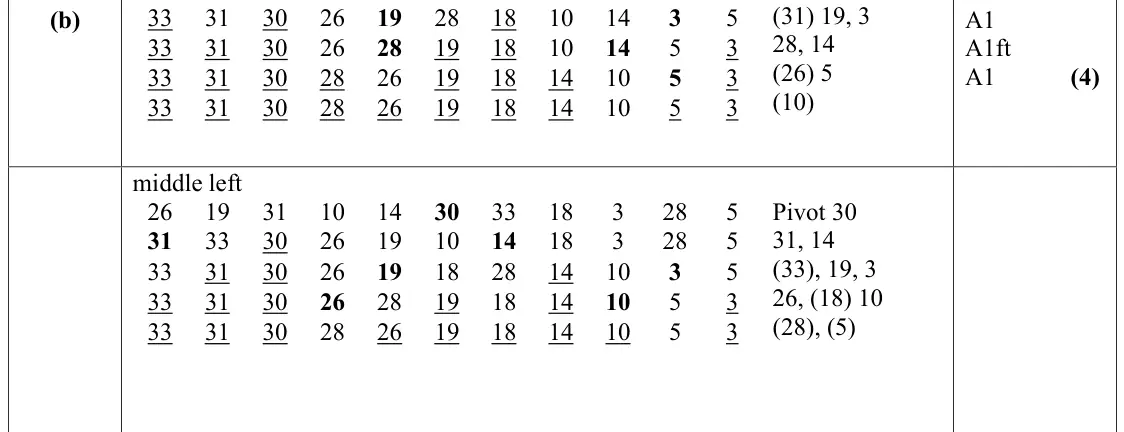 (b) 33 31 30 26 19 28 18 10 14 3 5 (31) 19, 3 A1
33 31 30 26 28 19 18 10 14 5 3 28, 14 A1ft
33 31 30 28 26 19 18 14 10 5 3 (26) 5 A1 (4)
33 31 30 28 26 19 18 14 10 5 3 (10)
middle left
26 19 31 10 14 30 33 18 3 28 5 Pivot 30
31 33 30 26 19 10 14 18 3 28 5 31, 14
33 31 30 26 19 18 28 14 10 3 5 (33), 19, 3
33 31 30 26 28 19 18 14 10 5 3 26, (18) 10
33 31 30 28 26 19 18 14 10 5 3 (28), (5)